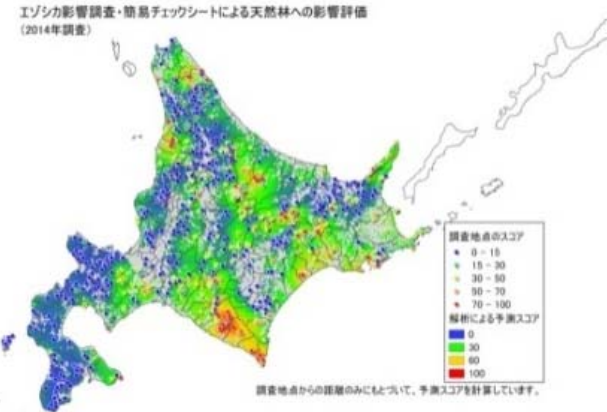 エゾシカ影響調査・簡易チェックシートによる天然林への影響評価
(2014年調査)
調査地点のスコア
0 - 15
15 - 30
30 - 50
50 - 70
70 - 100
解析による予測スコア
0
30
60
100
調査地点からの距離のみにもとづいて、予測スコアを計算しています。